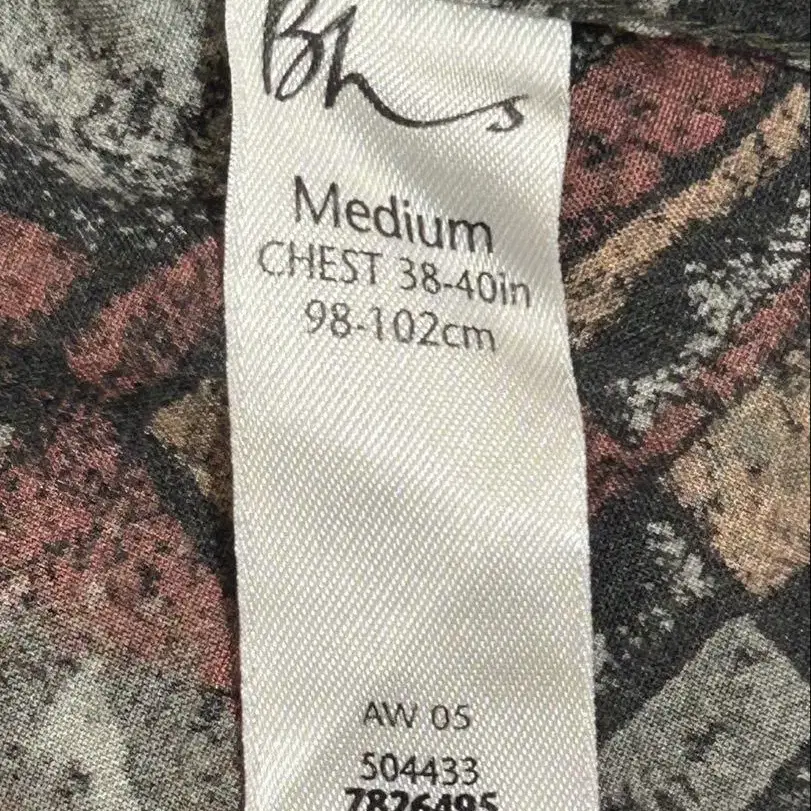 Bhs
Medium
CHEST 38-40in
98-102cm
AW 05
504433
7826495